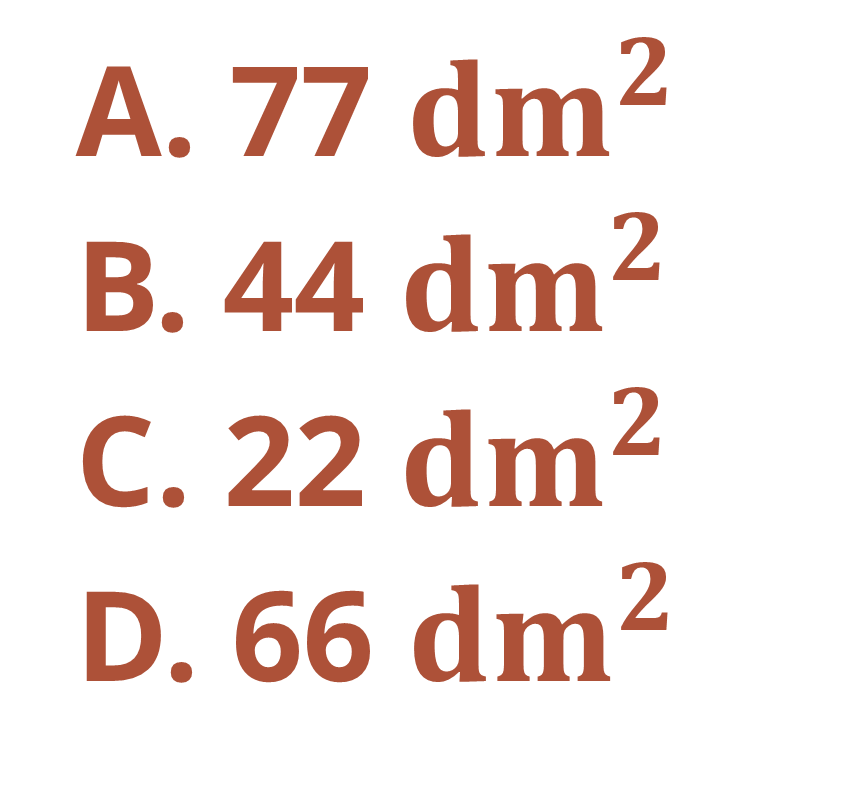 A. 77 dm²
B. 44 dm²
C. 22 dm²
D. 66 dm²